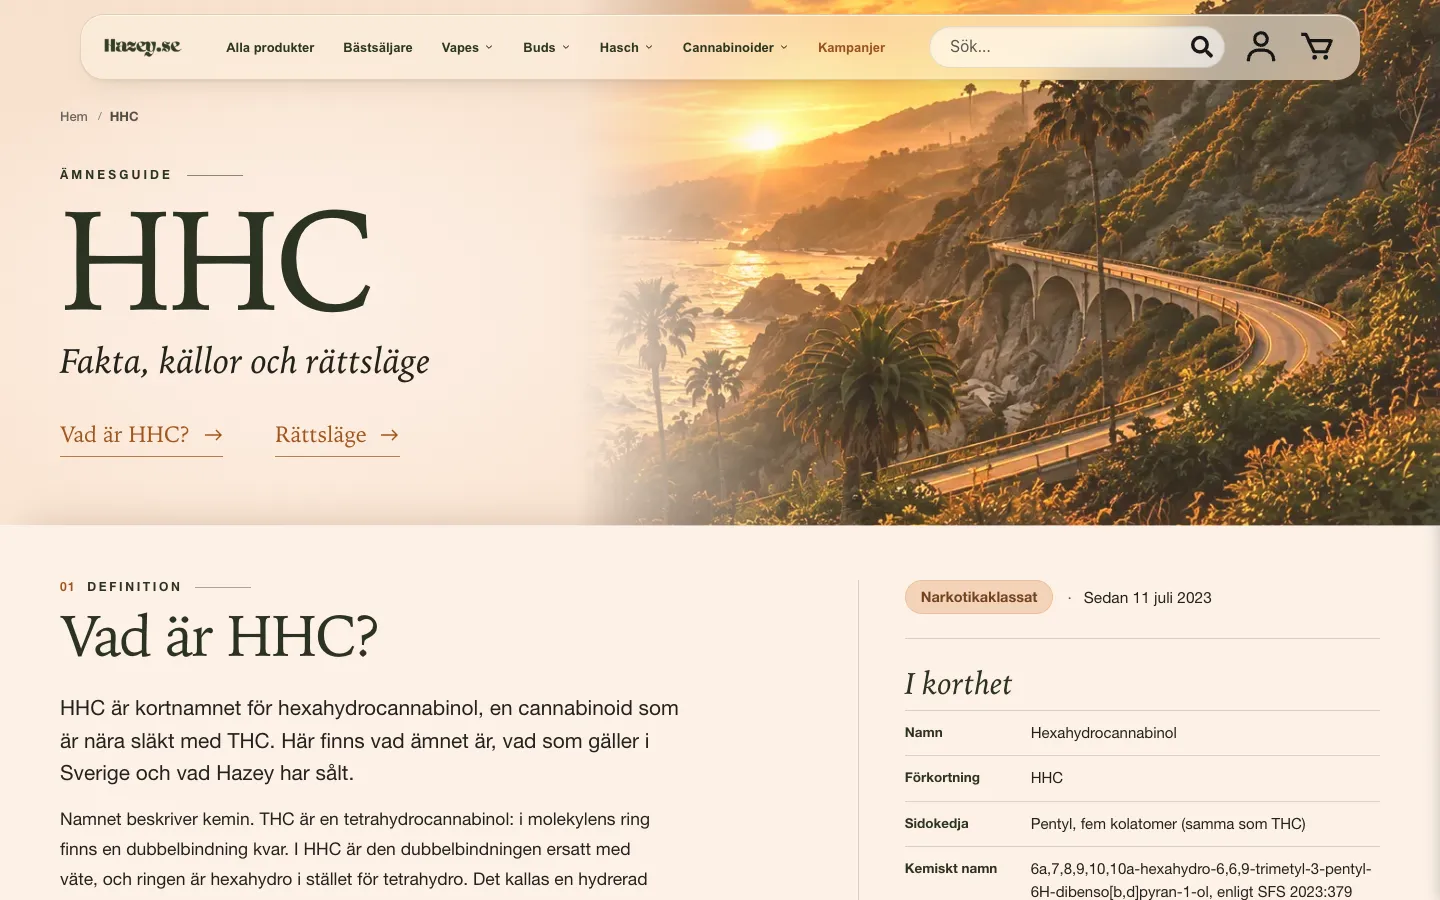 Hazey.se
Alla produkter
Bästsäljare
Vapes
Buds
Hasch
Cannabinoider
Kampanjer
Sök...
Hem / HHC
ÄMNESGUIDE
HHC
Fakta, källor och rättsläge
Vad är HHC? →
Rättsläge →
01 DEFINITION
Vad är HHC?
HHC är kortnamnet för hexahydrocannabinol, en cannabinoid som
är nära släkt med THC. Här finns vad ämnet är, vad som gäller i
Sverige och vad Hazey har sålt.
Namnet beskriver kemin. THC är en tetrahydrocannabinol: i molekylens ring
finns en dubbelbindning kvar. I HHC är den dubbelbindningen ersatt med
väte, och ringen är hexahydro i stället för tetrahydro. Det kallas en hydrerad
Narkotikaklassat · Sedan 11 juli 2023
I korthet
Namn Hexahydrocannabinol
Förkortning HHC
Sidokedja Pentyl, fem kolatomer (samma som THC)
Kemiskt namn 6a,7,8,9,10,10a-hexahydro-6,6,9-trimetyl-3-pentyl-
6H-dibenso[b,d]pyran-1-ol, enligt SFS 2023:379